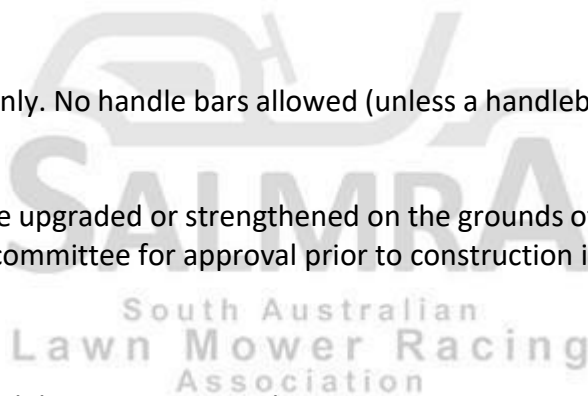 nly. No handle bars allowed (unless a handleb
e upgraded or strengthened on the grounds o
committee for approval prior to construction i
SALMRA
South Australian
Lawn Mower Racing
Association